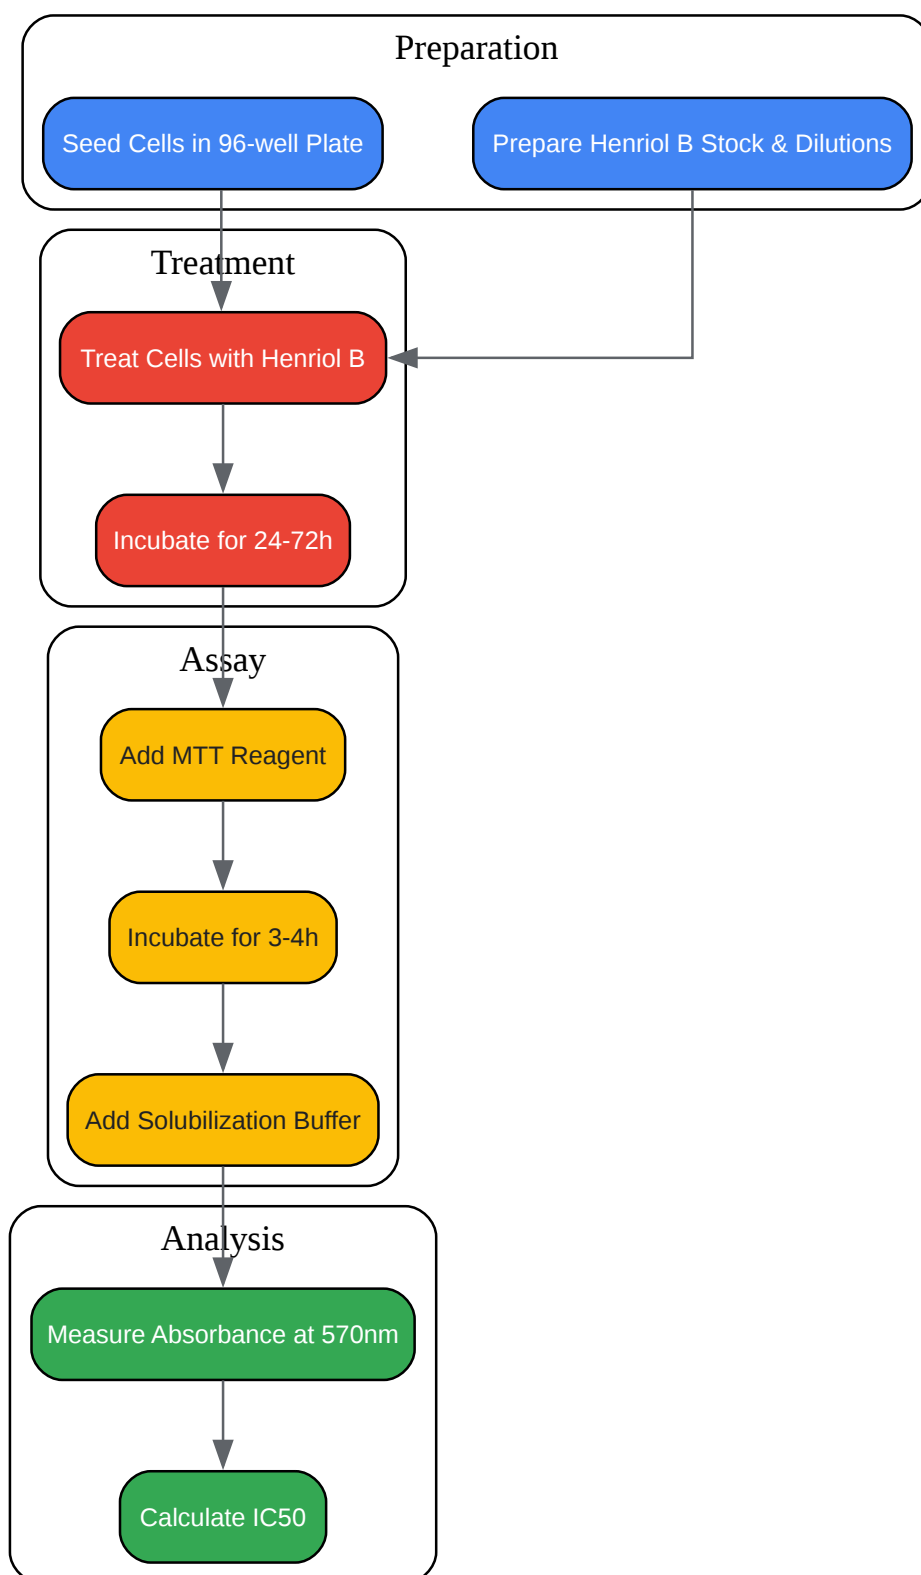 Preparation
Seed Cells in 96-well Plate
Prepare Henriol B Stock & Dilutions
Treatment
Treat Cells with Henriol B
Incubate for 24-72h
Assay
Add MTT Reagent
Incubate for 3-4h
Add Solubilization Buffer
Analysis
Measure Absorbance at 570nm
Calculate IC50